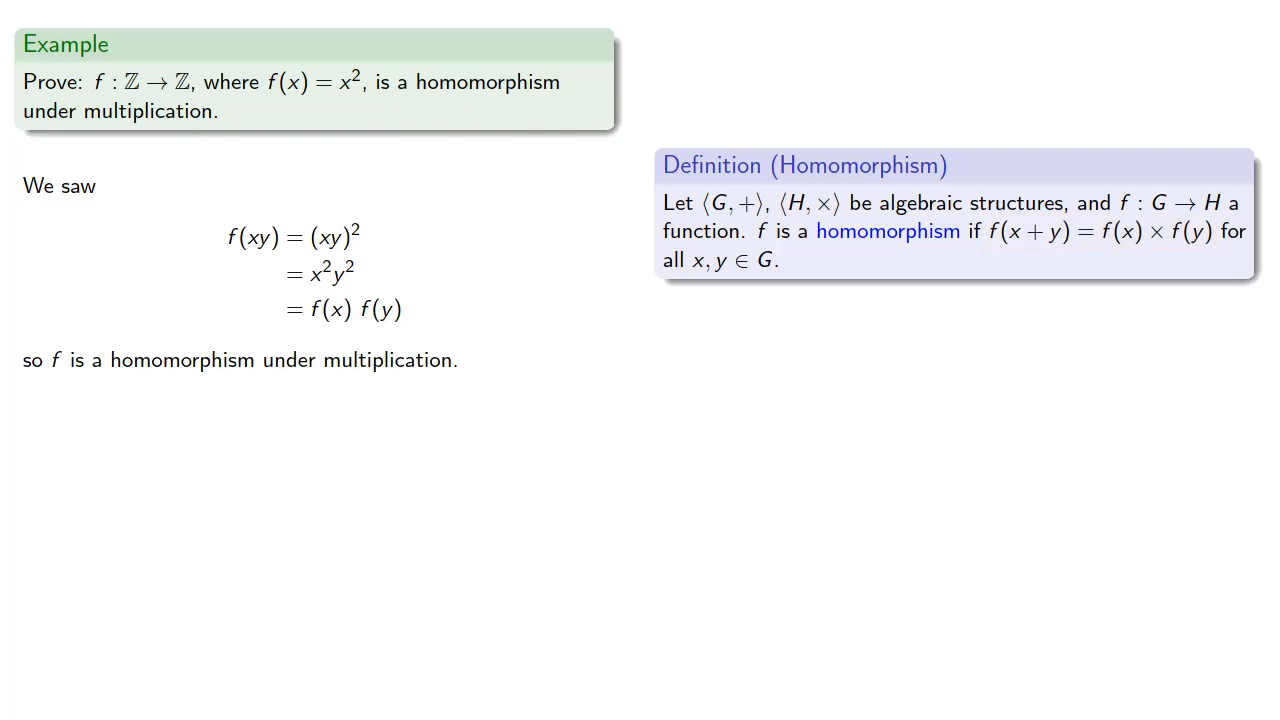 Example
Prove: f : ℤ → ℤ, where f(x) = x², is a homomorphism
under multiplication.
We saw
f(xy) = (xy)²
= x²y²
= f(x) f(y)
so f is a homomorphism under multiplication.
Definition (Homomorphism)
Let ⟨G, +⟩, ⟨H, ×⟩ be algebraic structures, and f : G → H a
function. f is a homomorphism if f(x + y) = f(x) × f(y) for
all x, y ∈ G.